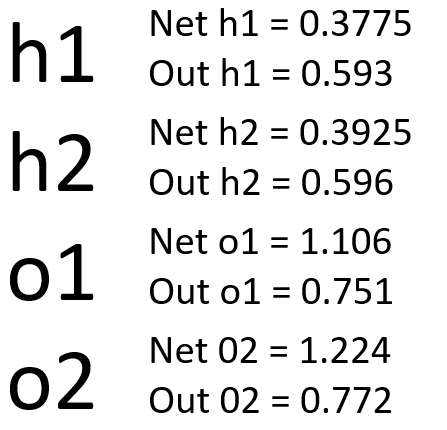 h1
Net h1 = 0.3775
Out h1 = 0.593
h2
Net h2 = 0.3925
Out h2 = 0.596
o1
Net o1 = 1.106
Out o1 = 0.751
o2
Net 02 = 1.224
Out 02 = 0.772